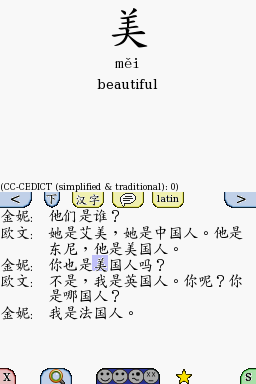 美
měi
beautiful
(CC-CEDICT (simplified & traditional): 0)
< 下 汉字 latin >
金妮: 他们是谁？
欧文: 她是艾美，她是中国人。他是
东尼，他是美国人。
金妮: 你也是美国人吗？
欧文: 不是，我是英国人。你呢？你
是哪国人？
金妮: 我是法国人。
X S